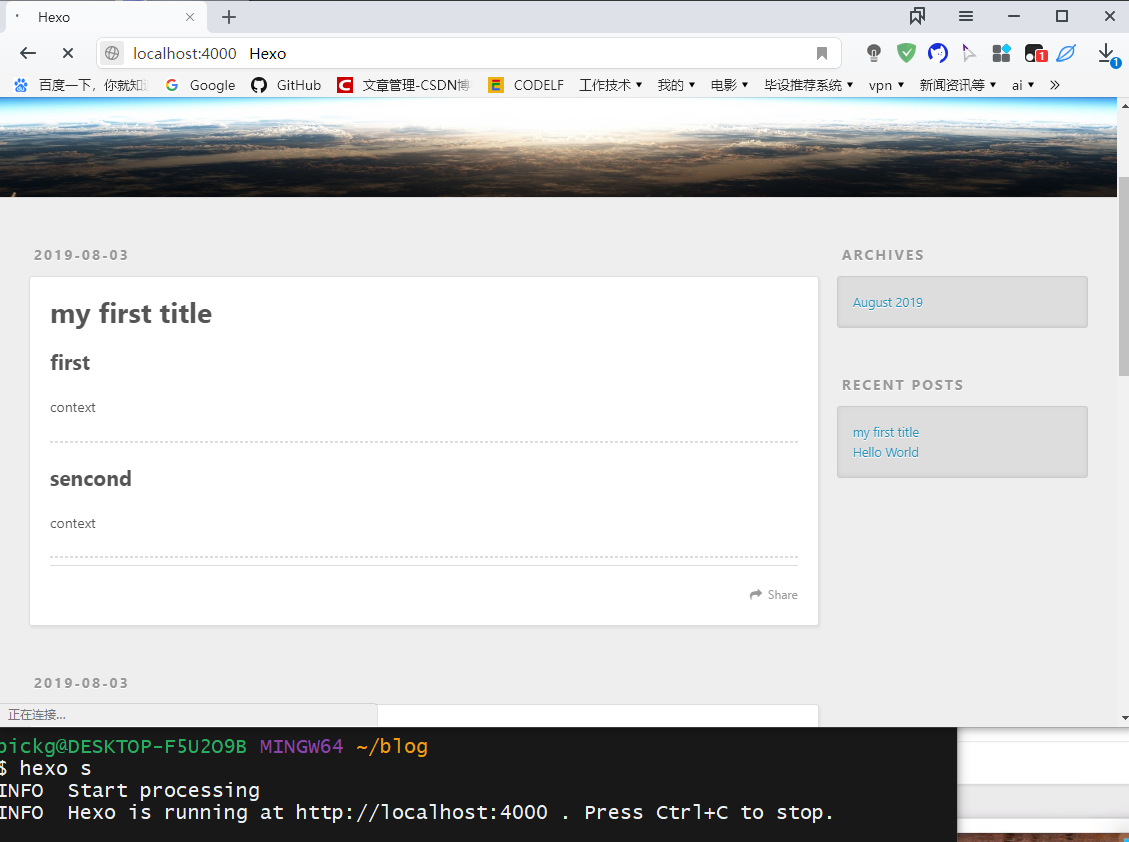 Hexo
localhost:4000 Hexo
1
1
百度一下，你就知道 Google GitHub 文章管理-CSDN博 CODELF 工作技术 我的 电影 毕设推荐系统 vpn 新闻资讯等 ai
2019-08-03
my first title
first
context
sencond
context
Share
2019-08-03
ARCHIVES
August 2019
RECENT POSTS
my first title
Hello World
正在连接...
pickg@DESKTOP-F5U2O9B MINGW64 ~/blog
$ hexo s
INFO Start processing
INFO Hexo is running at http://localhost:4000 . Press Ctrl+C to stop.